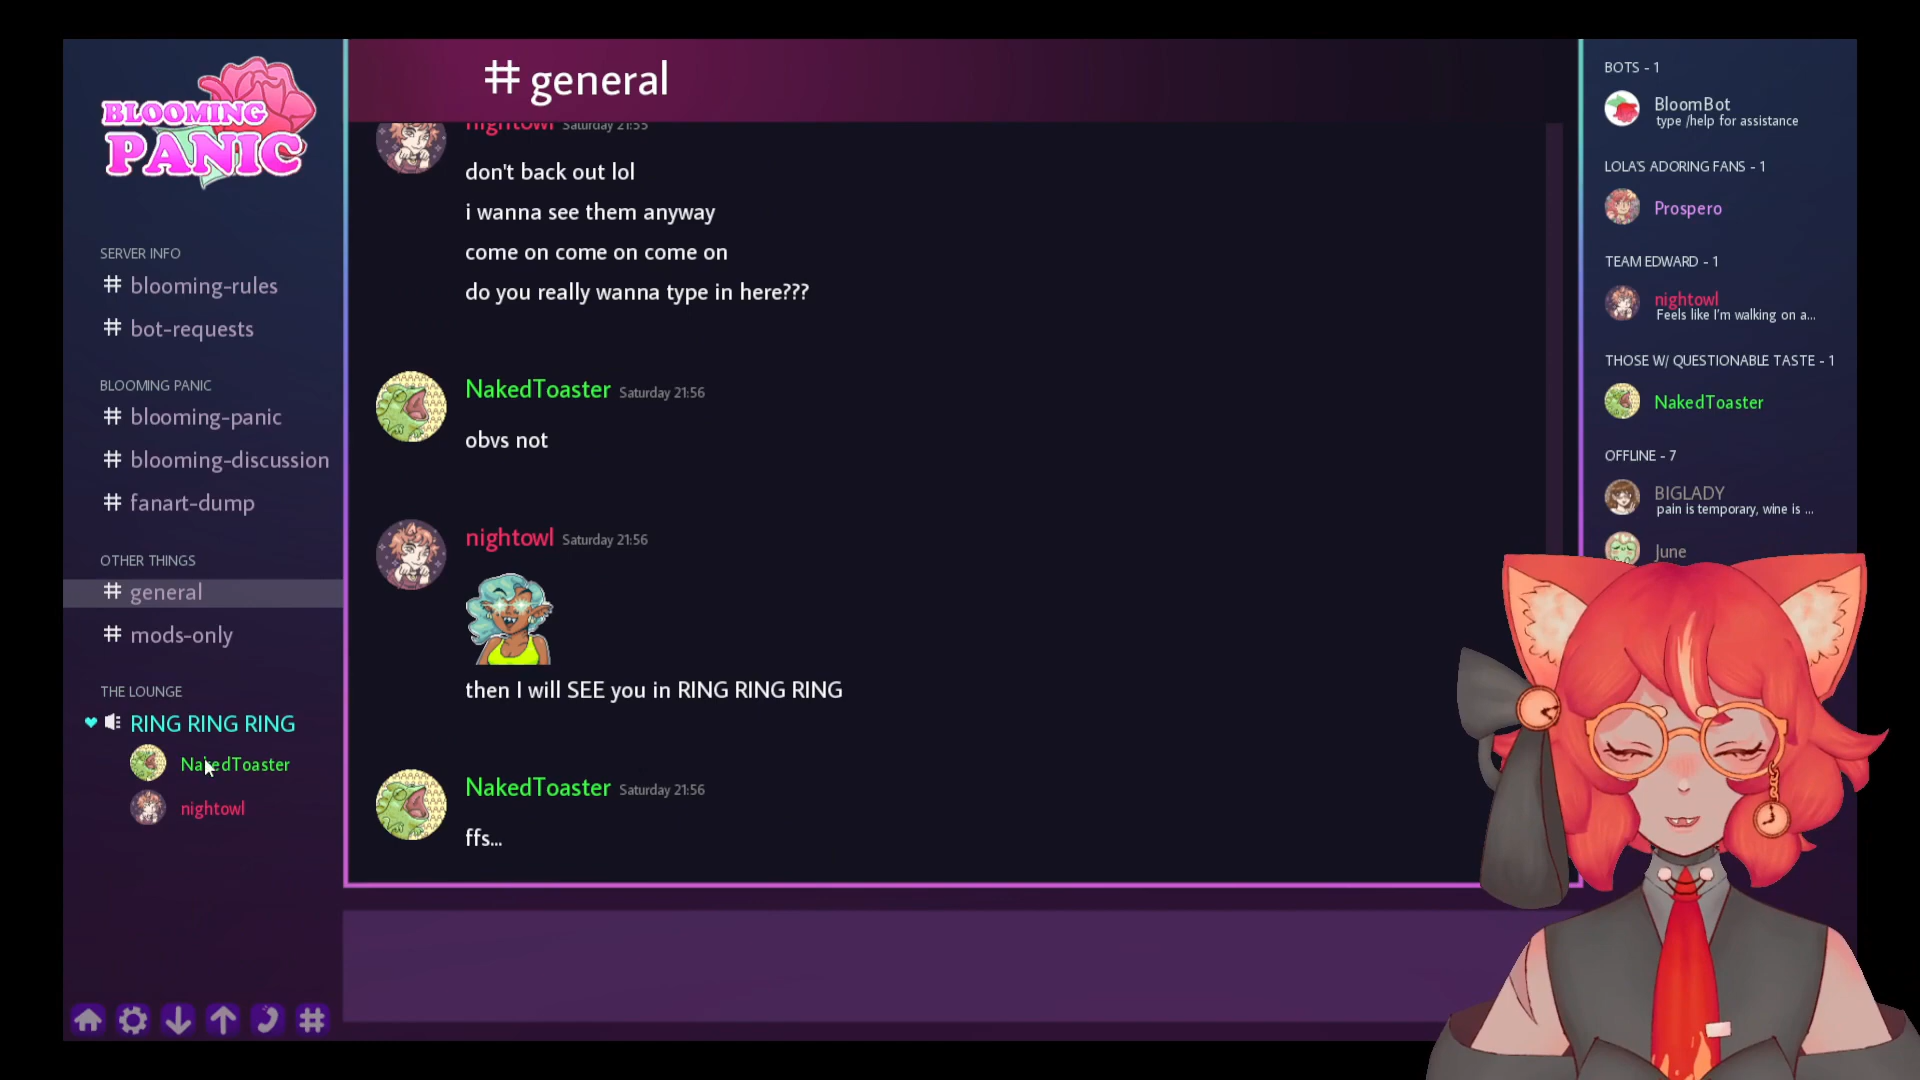 BLOOMING
PANIC
SERVER INFO
# blooming-rules
# bot-requests
BLOOMING PANIC
# blooming-panic
# blooming-discussion
# fanart-dump
OTHER THINGS
# general
# mods-only
THE LOUNGE
RING RING RING
NakedToaster
nightowl
# general
nightowl Saturday 21:55
don't back out lol
i wanna see them anyway
come on come on come on
do you really wanna type in here???
NakedToaster Saturday 21:56
obvs not
nightowl Saturday 21:56
then I will SEE you in RING RING RING
NakedToaster Saturday 21:56
ffs...
BOTS - 1
BloomBot
type /help for assistance
LOLA'S ADORING FANS - 1
Prospero
TEAM EDWARD - 1
nightowl
Feels like I'm walking on a...
THOSE W/ QUESTIONABLE TASTE - 1
NakedToaster
OFFLINE - 7
BIGLADY
pain is temporary, wine is ...
June